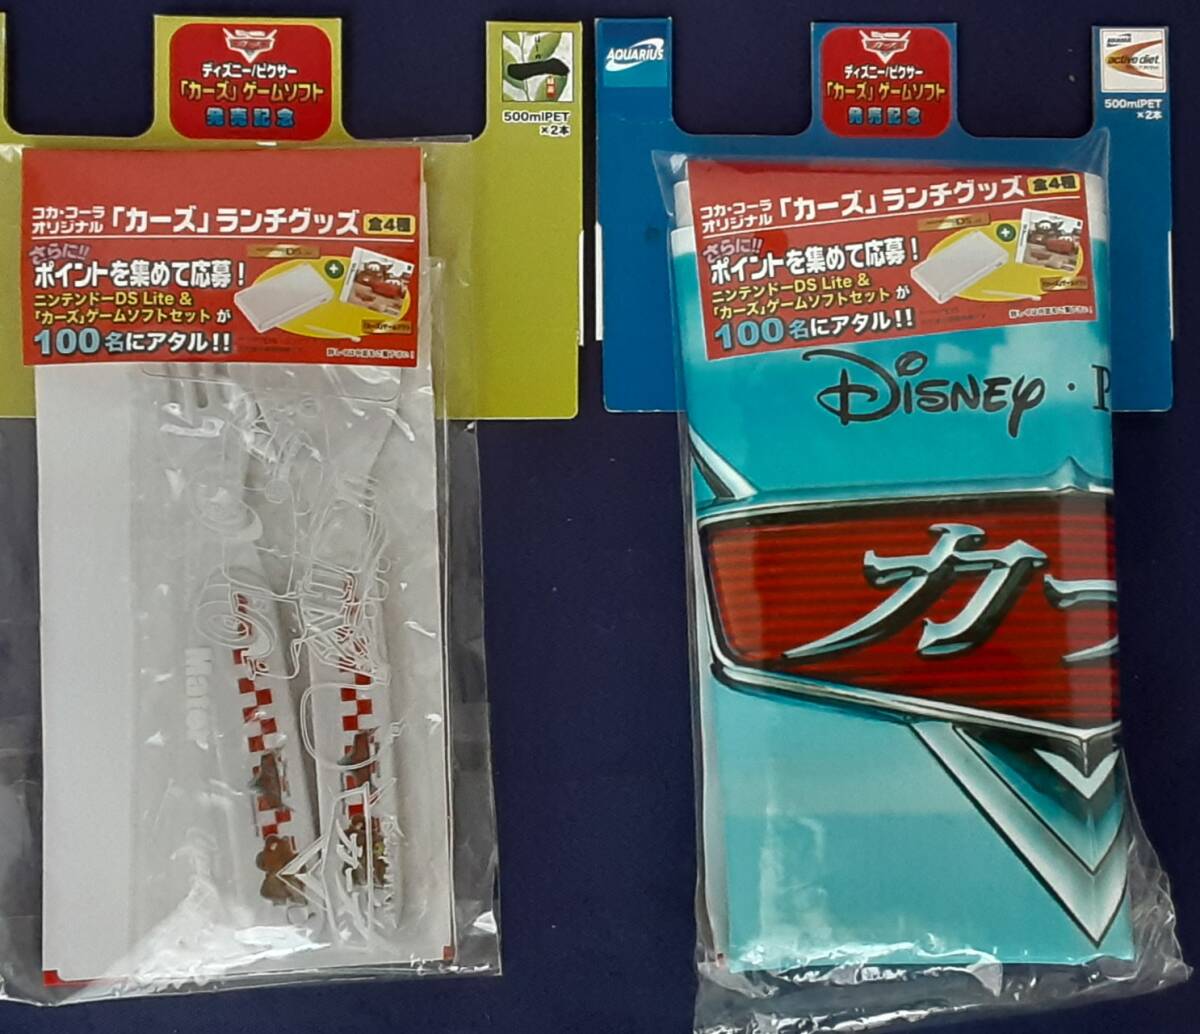 カーズ
ディズニー/ピクサー
「カーズ」ゲームソフト
発売記念
500mlPET
×2本
コカ・コーラ
オリジナル「カーズ」ランチグッズ 全4種
さらに!!
ポイントを集めて応募！
ニンテンドーDS Lite &
「カーズ」ゲームソフトセット が
100名にアタル!!
Mater
AQUARIUS
カーズ
ディズニー/ピクサー
「カーズ」ゲームソフト
発売記念
active diet
500mlPET
×2本
コカ・コーラ
オリジナル「カーズ」ランチグッズ 全4種
さらに!!
ポイントを集めて応募！
ニンテンドーDS Lite &
「カーズ」ゲームソフトセット が
100名にアタル!!
DISNEY · P
カー